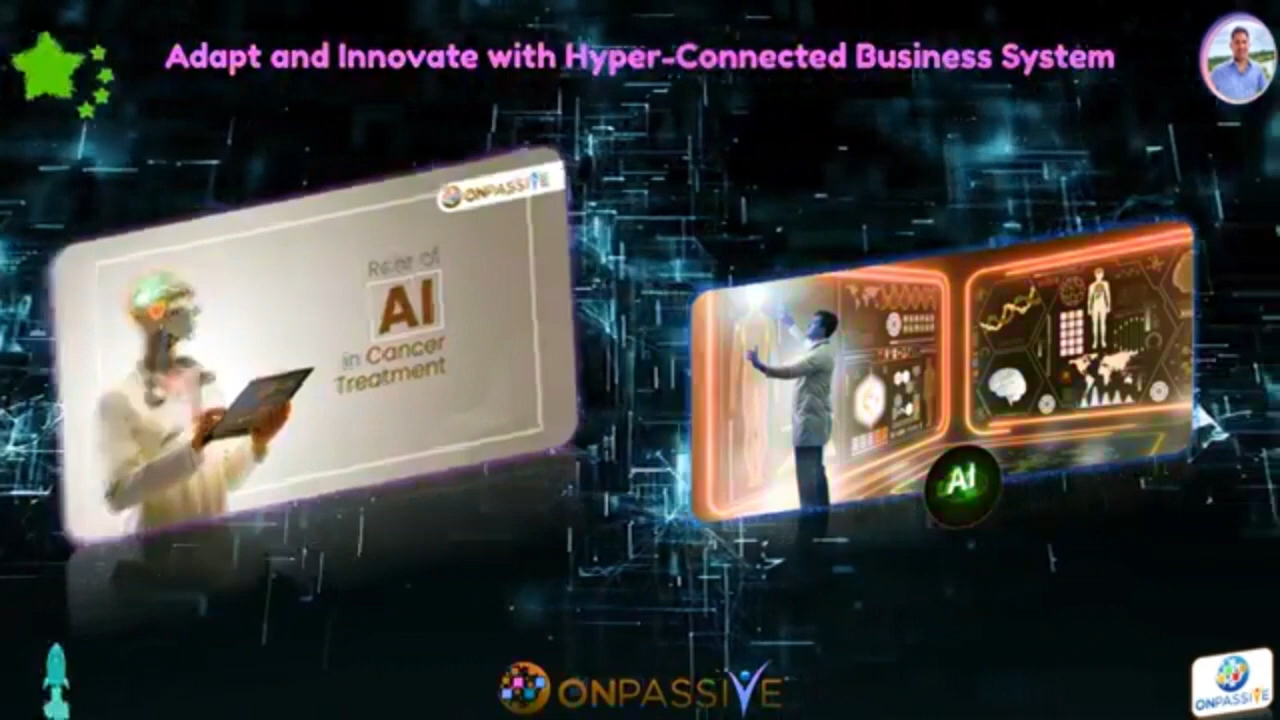 Adapt and Innovate with Hyper-Connected Business System
ONPASSIVE
Role of
AI
in Cancer
Treatment
AI
ONPASSIVE
ONPASSIVE